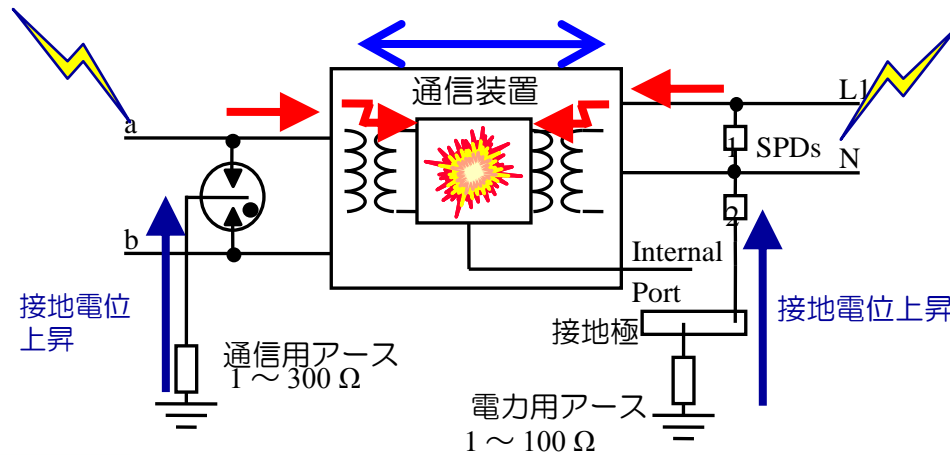 通信装置
L1
a
1
SPDs
N
2
b
Internal
Port
接地電位
上昇
接地電位上昇
接地極
通信用アース
1 ～ 300 Ω
電力用アース
1 ～ 100 Ω